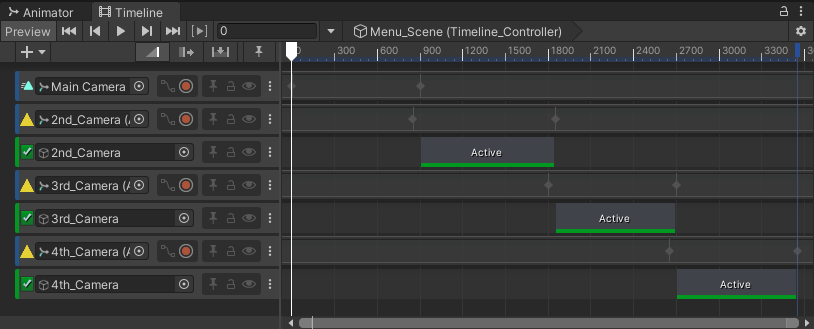 Animator Timeline
Preview 0 Menu_Scene (Timeline_Controller)
300 600 900 1200 1500 1800 2100 2400 2700 3000 3300
Main Camera
2nd_Camera (A
2nd_Camera Active
3rd_Camera (A
3rd_Camera Active
4th_Camera (A
4th_Camera Active